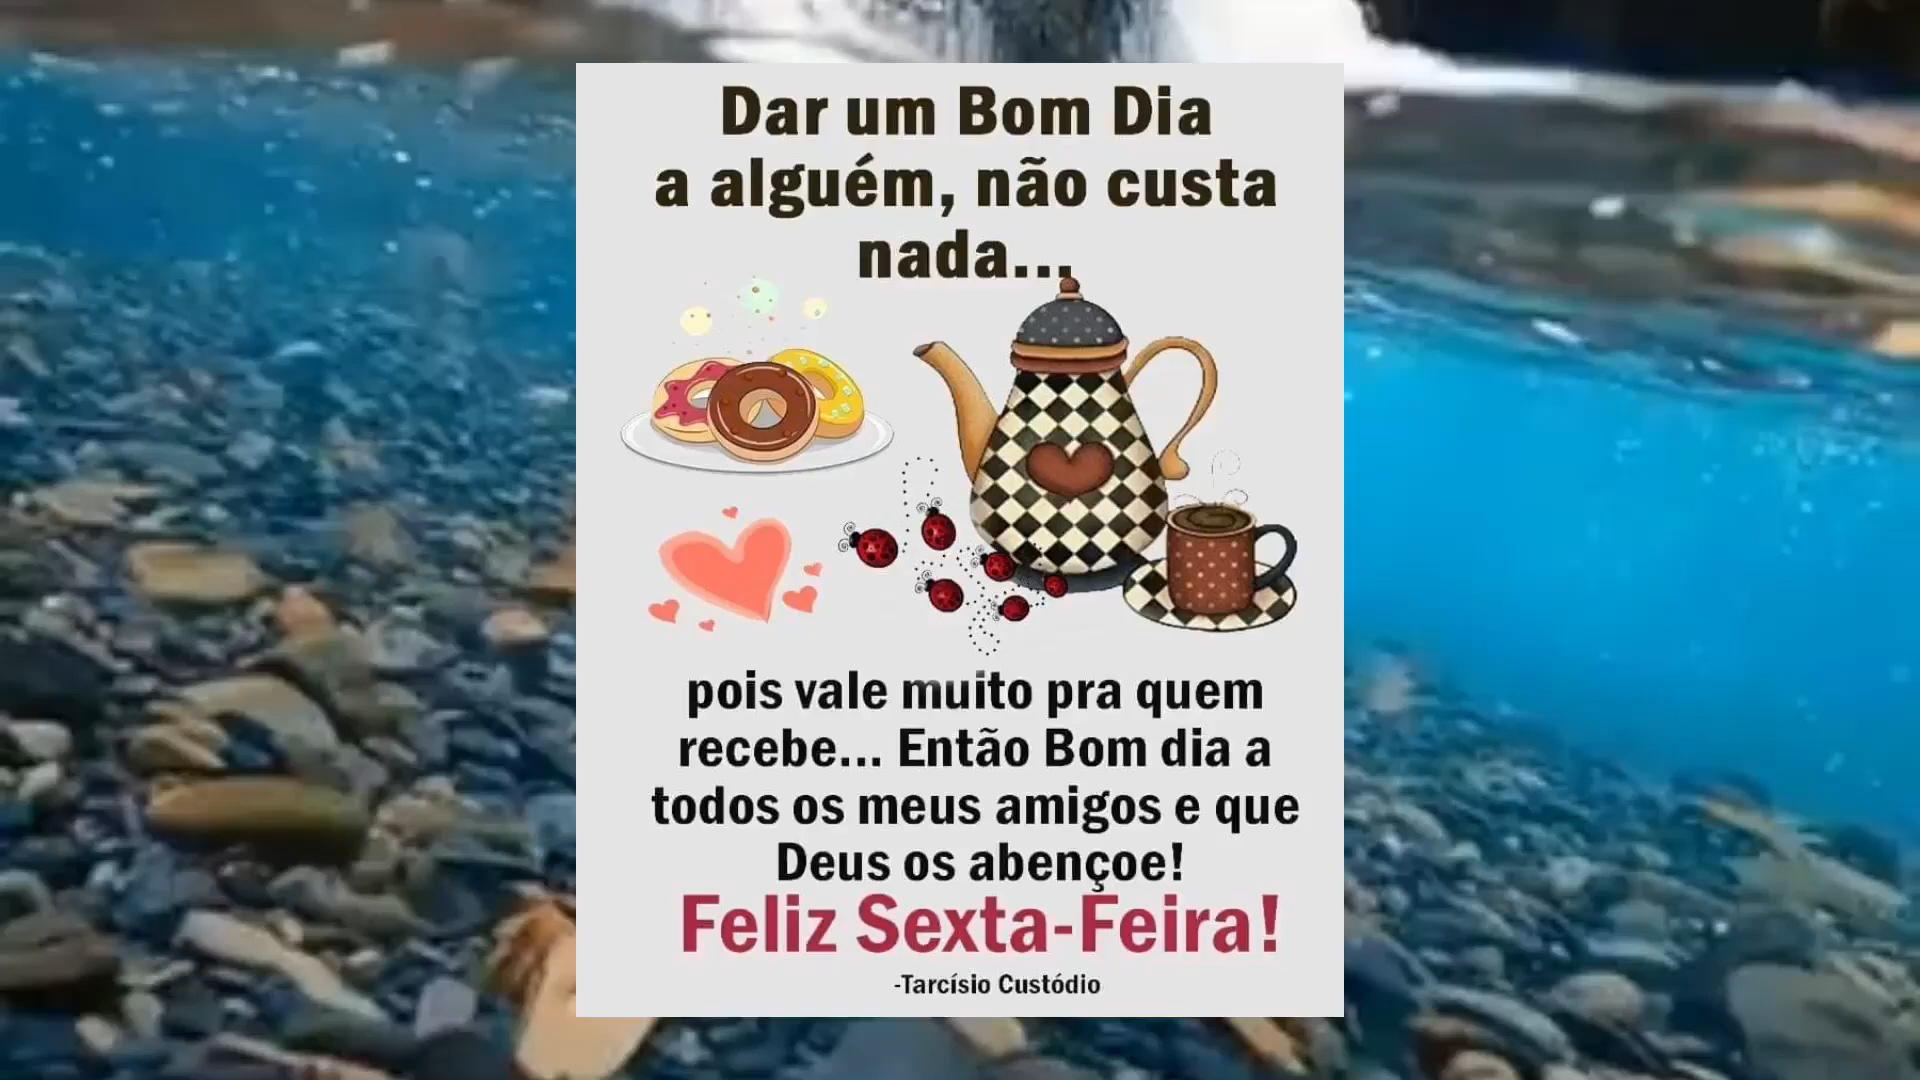 Dar um Bom Dia
a alguém, não custa
nada...
pois vale muito pra quem
recebe... Então Bom dia a
todos os meus amigos e que
Deus os abençoe!
Feliz Sexta-Feira!
-Tarcísio Custódio